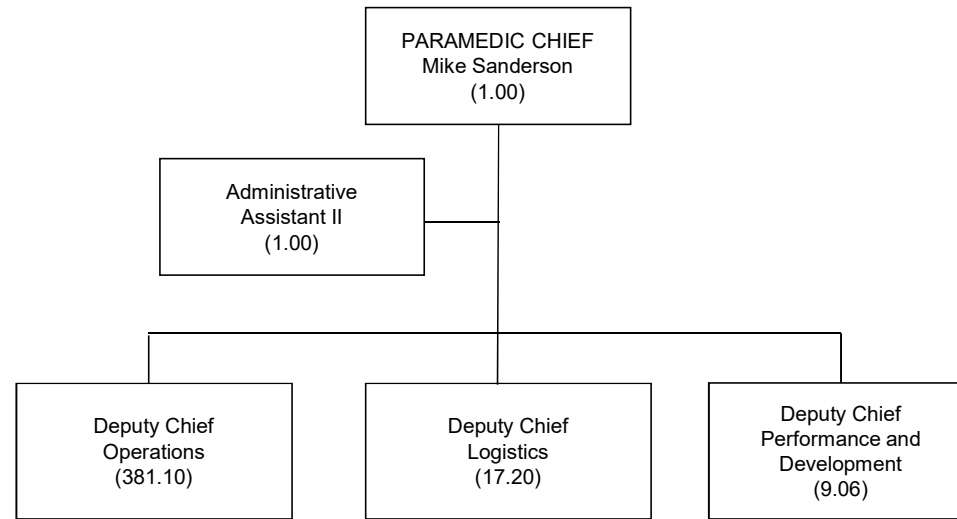 PARAMEDIC CHIEF
Mike Sanderson
(1.00)
Administrative
Assistant II
(1.00)
Deputy Chief
Operations
(381.10)
Deputy Chief
Logistics
(17.20)
Deputy Chief
Performance and
Development
(9.06)